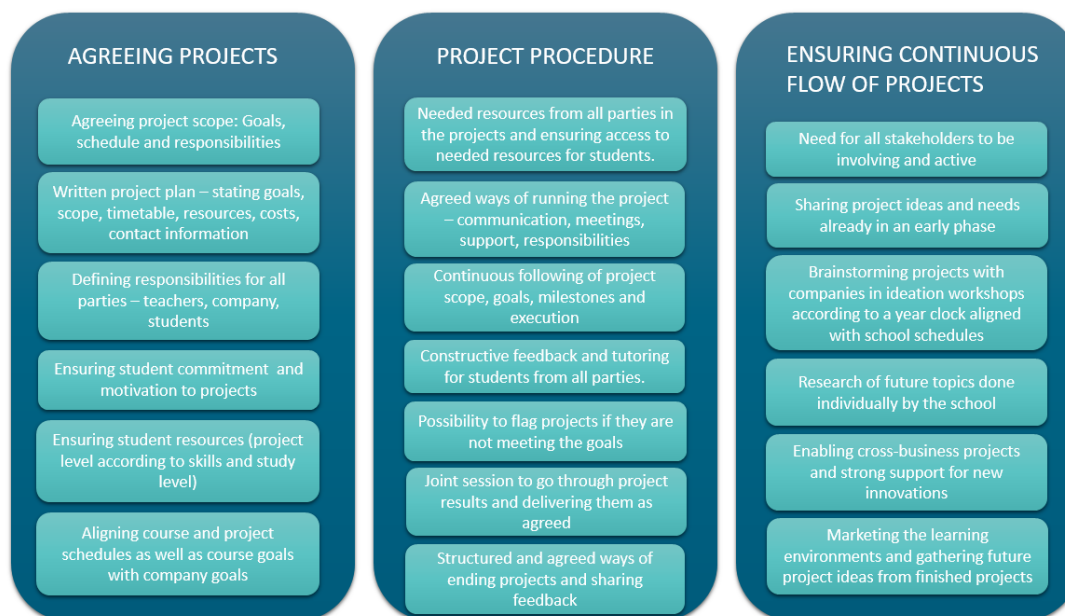 AGREEING PROJECTS
Agreeing project scope: Goals,
schedule and responsibilities
Written project plan – stating goals,
scope, timetable, resources, costs,
contact information
Defining responsibilities for all
parties – teachers, company,
students
Ensuring student commitment and
motivation to projects
Ensuring student resources (project
level according to skills and study
level)
Aligning course and project
schedules as well as course goals
with company goals
PROJECT PROCEDURE
Needed resources from all parties in
the projects and ensuring access to
needed resources for students.
Agreed ways of running the project
– communication, meetings,
support, responsibilities
Continuous following of project
scope, goals, milestones and
execution
Constructive feedback and tutoring
for students from all parties.
Possibility to flag projects if they are
not meeting the goals
Joint session to go through project
results and delivering them as
agreed
Structured and agreed ways of
ending projects and sharing
feedback
ENSURING CONTINUOUS
FLOW OF PROJECTS
Need for all stakeholders to be
involving and active
Sharing project ideas and needs
already in an early phase
Brainstorming projects with
companies in ideation workshops
according to a year clock aligned
with school schedules
Research of future topics done
individually by the school
Enabling cross-business projects
and strong support for new
innovations
Marketing the learning
environments and gathering future
project ideas from finished projects